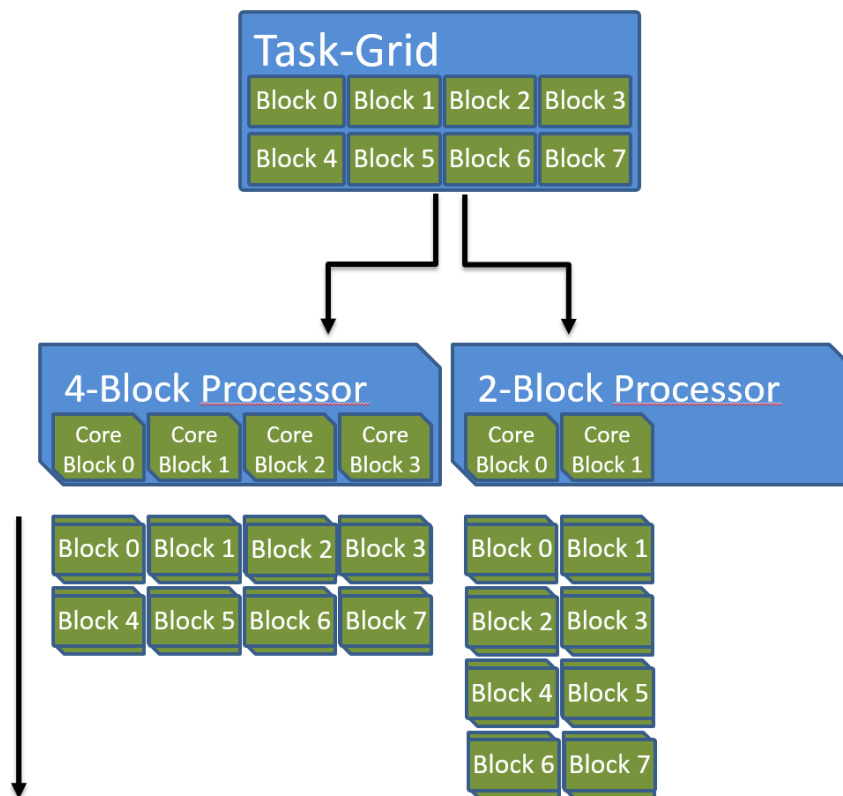 Task-Grid
Block 0 Block 1 Block 2 Block 3
Block 4 Block 5 Block 6 Block 7
4-Block Processor
Core Core Core Core
Block 0 Block 1 Block 2 Block 3
2-Block Processor
Core Core
Block 0 Block 1
Block 0 Block 1 Block 2 Block 3
Block 4 Block 5 Block 6 Block 7
Block 0 Block 1
Block 2 Block 3
Block 4 Block 5
Block 6 Block 7